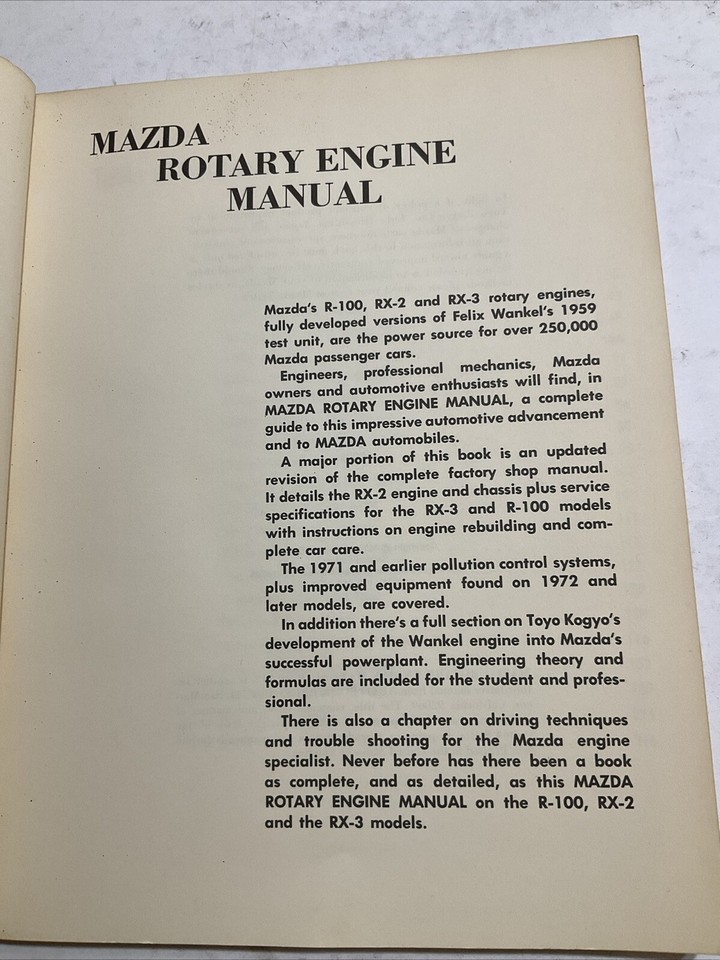 MAZDA
ROTARY ENGINE
MANUAL
Mazda's R-100, RX-2 and RX-3 rotary engines,
fully developed versions of Felix Wankel's 1959
test unit, are the power source for over 250,000
Mazda passenger cars.
Engineers, professional mechanics, Mazda
owners and automotive enthusiasts will find, in
MAZDA ROTARY ENGINE MANUAL, a complete
guide to this impressive automotive advancement
and to MAZDA automobiles.
A major portion of this book is an updated
revision of the complete factory shop manual.
It details the RX-2 engine and chassis plus service
specifications for the RX-3 and R-100 models
with instructions on engine rebuilding and com-
plete car care.
The 1971 and earlier pollution control systems,
plus improved equipment found on 1972 and
later models, are covered.
In addition there's a full section on Toyo Kogyo's
development of the Wankel engine into Mazda's
successful powerplant. Engineering theory and
formulas are included for the student and profes-
sional.
There is also a chapter on driving techniques
and trouble shooting for the Mazda engine
specialist. Never before has there been a book
as complete, and as detailed, as this MAZDA
ROTARY ENGINE MANUAL on the R-100, RX-2
and the RX-3 models.